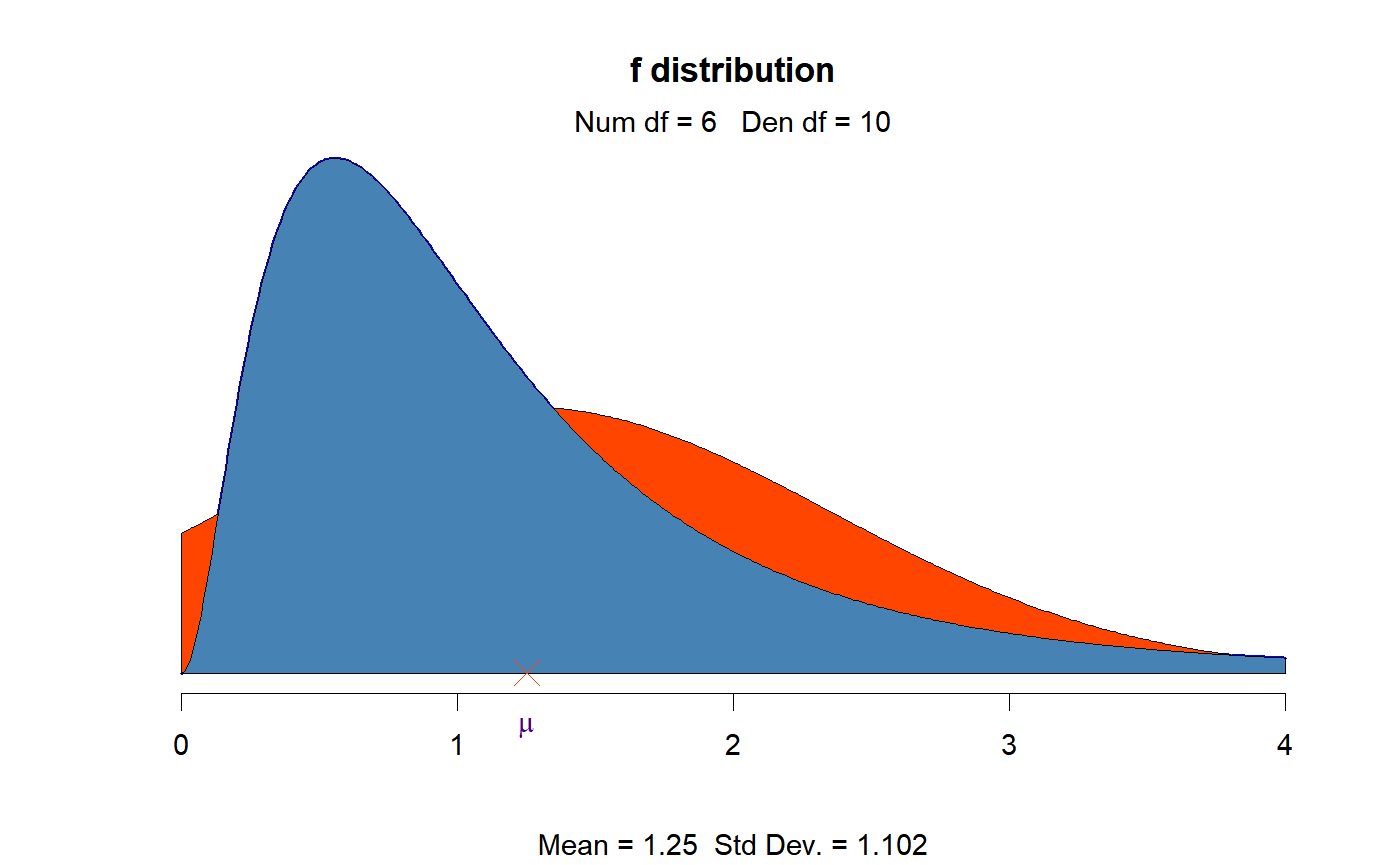 f distribution
Num df = 6 Den df = 10
μ
0 1 2 3 4
Mean = 1.25 Std Dev. = 1.102